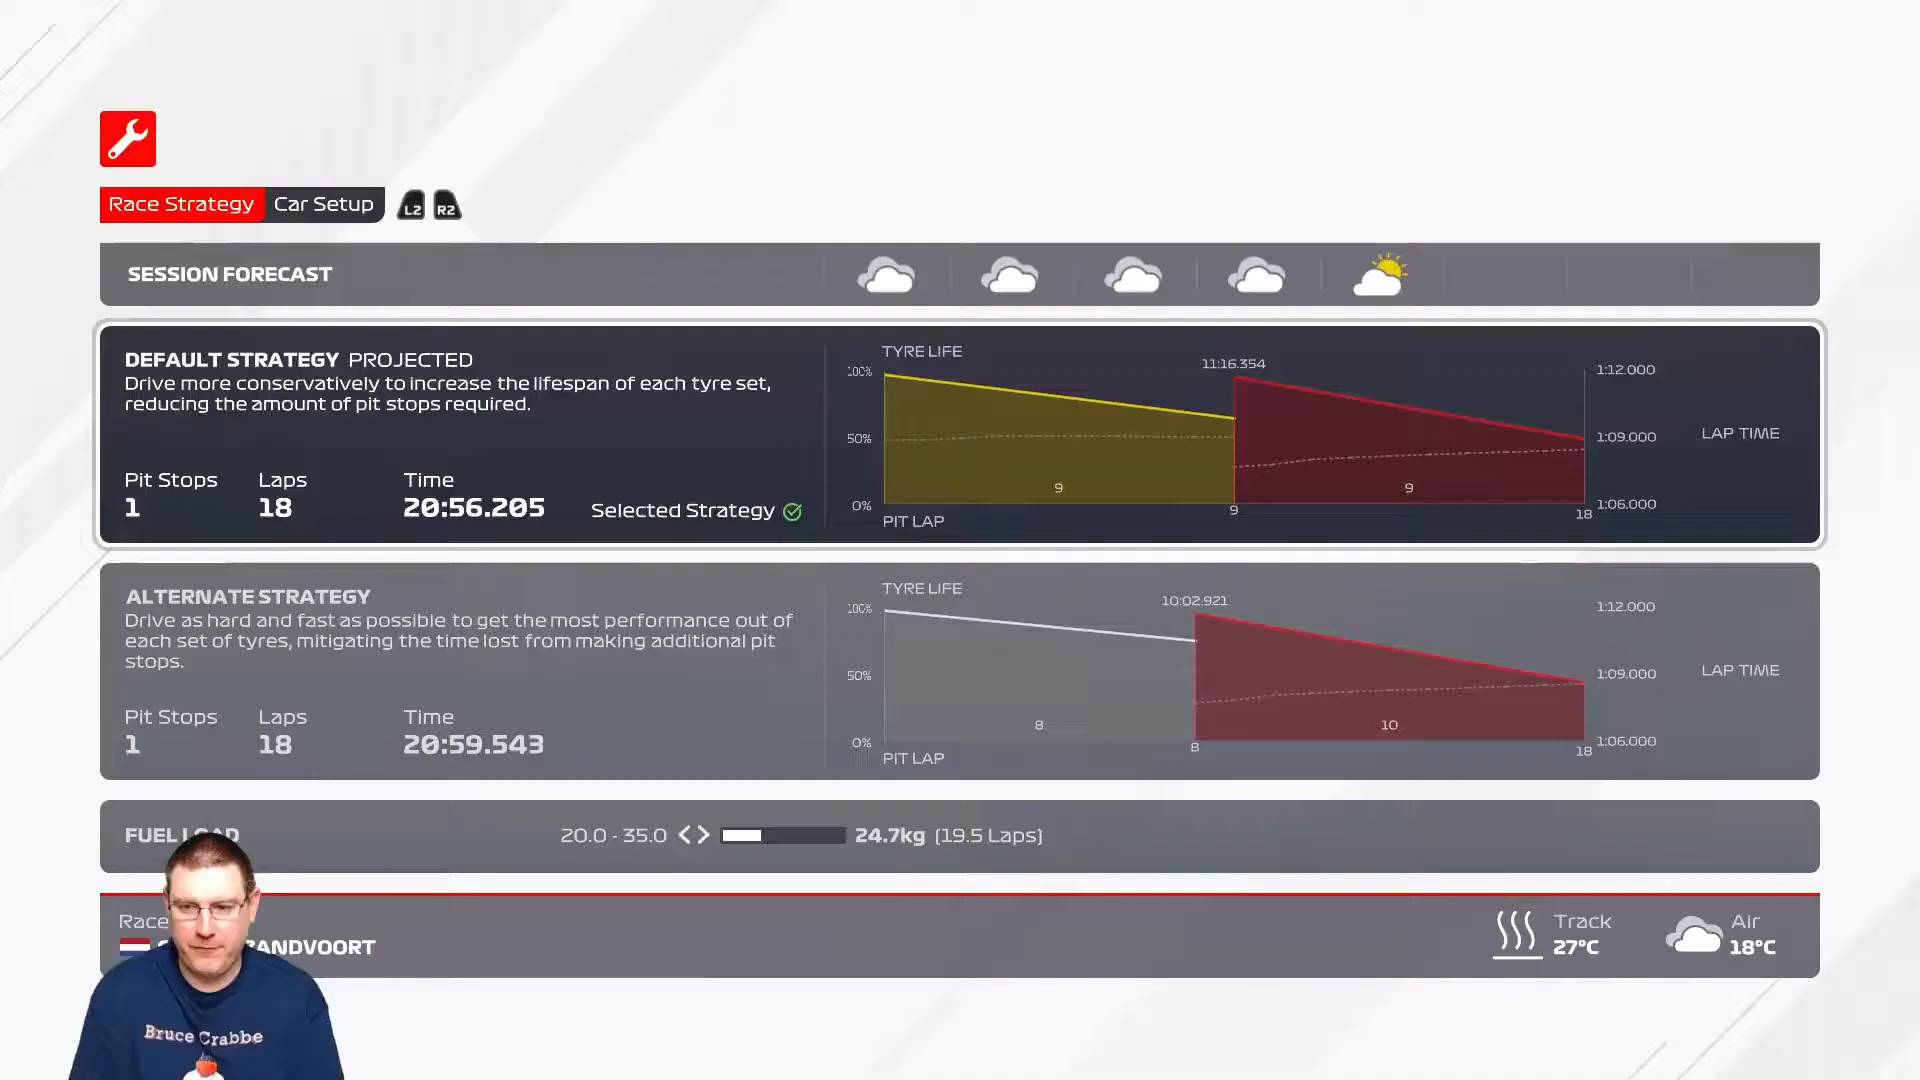 Race Strategy Car Setup L2 R2
SESSION FORECAST
DEFAULT STRATEGY PROJECTED
Drive more conservatively to increase the lifespan of each tyre set,
reducing the amount of pit stops required.
Pit Stops Laps Time
1 18 20:56.205 Selected Strategy
TYRE LIFE
11:16.354
100% 1:12.000
50% 1:09.000 LAP TIME
9 9
0% 9 18 1:06.000
PIT LAP
ALTERNATE STRATEGY
Drive as hard and fast as possible to get the most performance out of
each set of tyres, mitigating the time lost from making additional pit
stops.
Pit Stops Laps Time
1 18 20:59.543
TYRE LIFE
10:02.921
100% 1:12.000
50% 1:09.000 LAP TIME
8 10
0% 8 18 1:06.000
PIT LAP
FUEL LOAD 20.0 - 35.0 24.7kg (19.5 Laps)
Race
ZANDVOORT
Track
27°C
Air
18°C
Bruce Crabbe